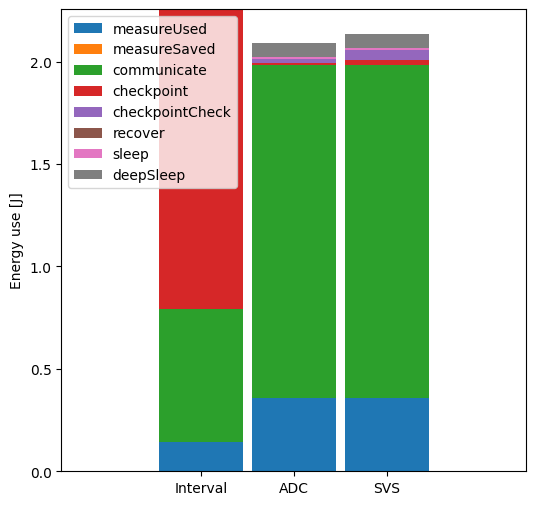 measureUsed
measureSaved
communicate
checkpoint
checkpointCheck
recover
sleep
deepSleep
Energy use [J]
2.0
1.5
1.0
0.5
0.0
Interval
ADC
SVS